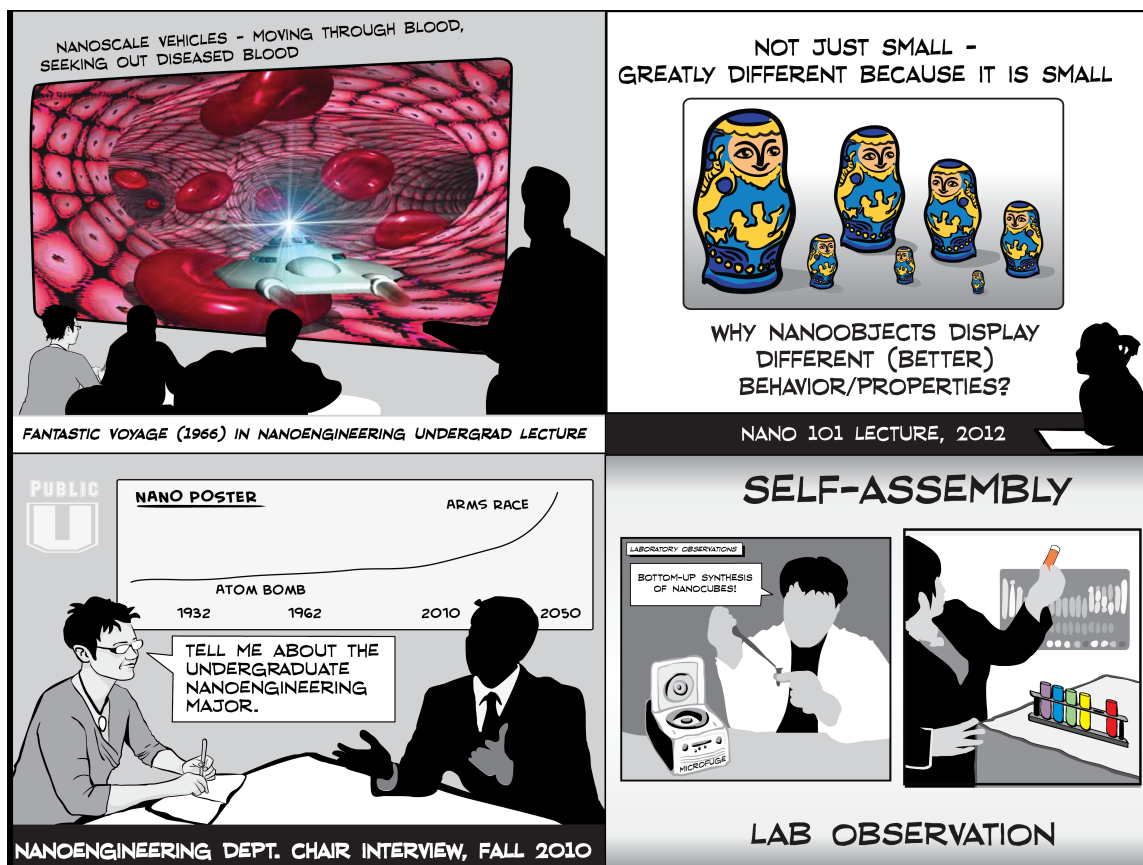 NANOSCALE VEHICLES - MOVING THROUGH BLOOD,
SEEKING OUT DISEASED BLOOD
FANTASTIC VOYAGE (1966) IN NANOENGINEERING UNDERGRAD LECTURE
NOT JUST SMALL -
GREATLY DIFFERENT BECAUSE IT IS SMALL
WHY NANOOBJECTS DISPLAY
DIFFERENT (BETTER)
BEHAVIOR/PROPERTIES?
NANO 101 LECTURE, 2012
PUBLIC
U
NANO POSTER
ARMS RACE
ATOM BOMB
1932 1962 2010 2050
TELL ME ABOUT THE
UNDERGRADUATE
NANOENGINEERING
MAJOR.
NANOENGINEERING DEPT. CHAIR INTERVIEW, FALL 2010
SELF-ASSEMBLY
LABORATORY OBSERVATIONS
BOTTOM-UP SYNTHESIS
OF NANOCUBES!
MICROFUGE
LAB OBSERVATION